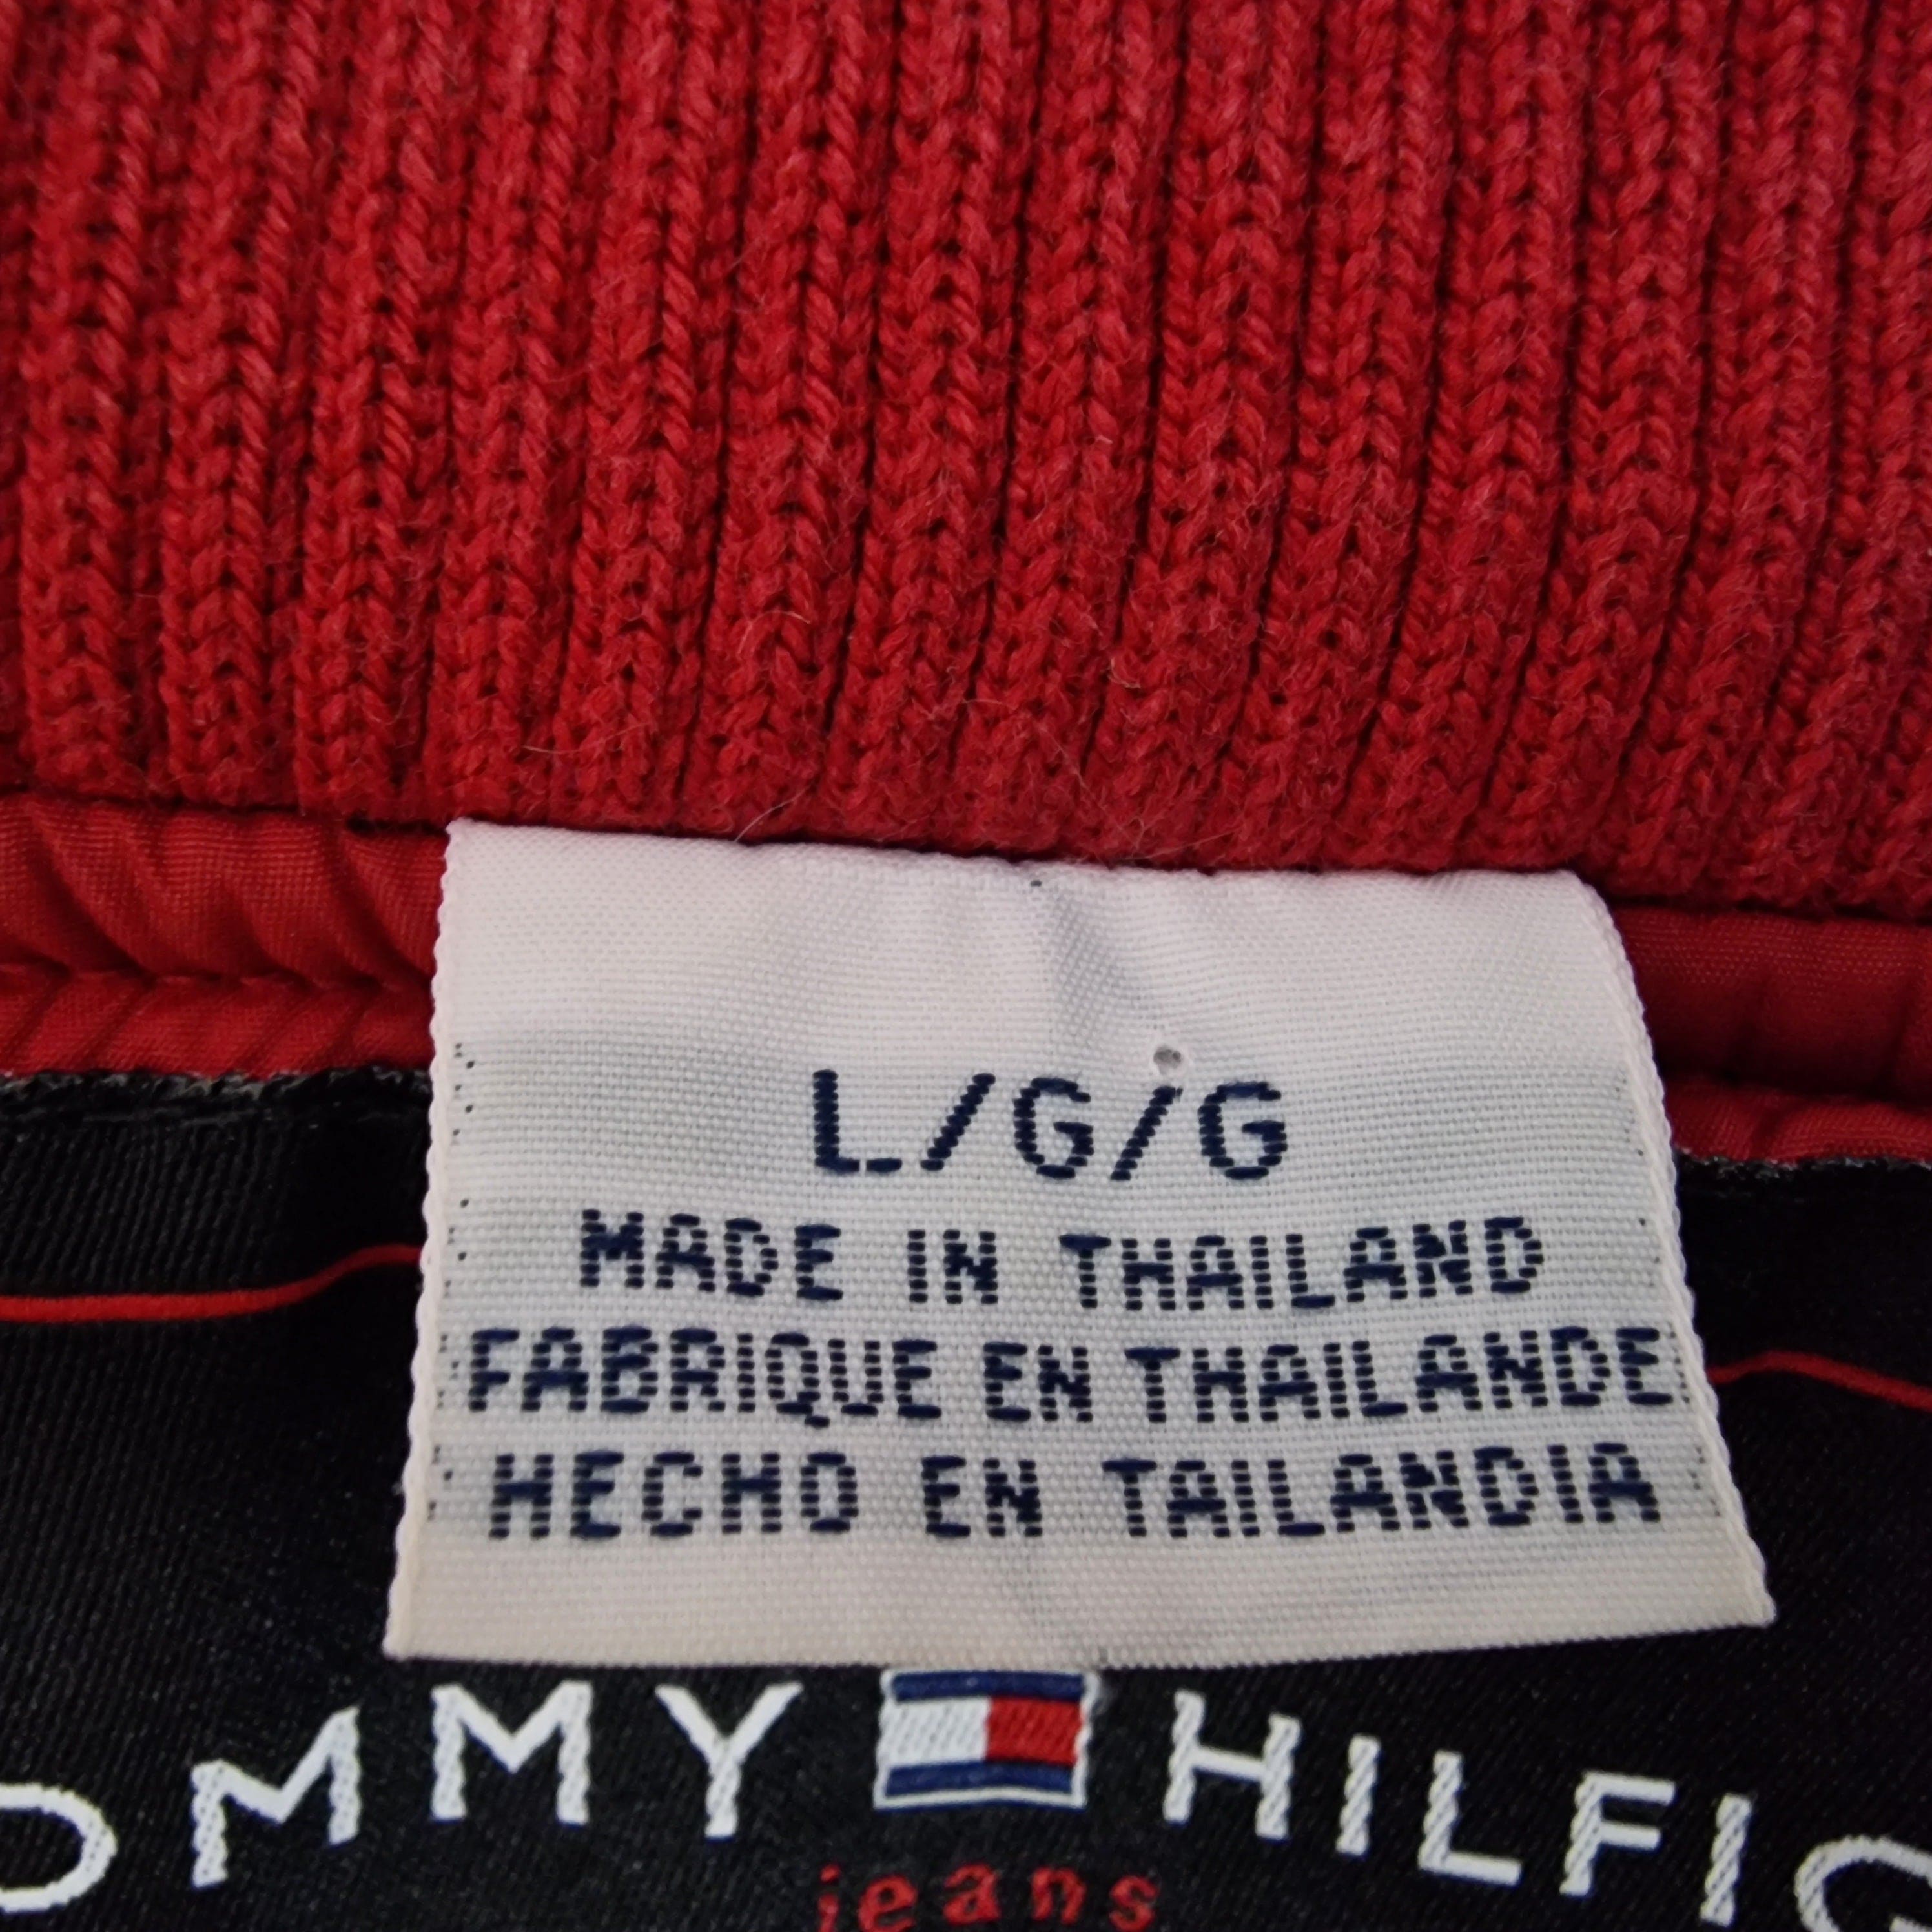 L/G/G
MADE IN THAILAND
FABRIQUE EN THAILANDE
HECHO EN TAILANDIA
OMMY HILFIG
jeans